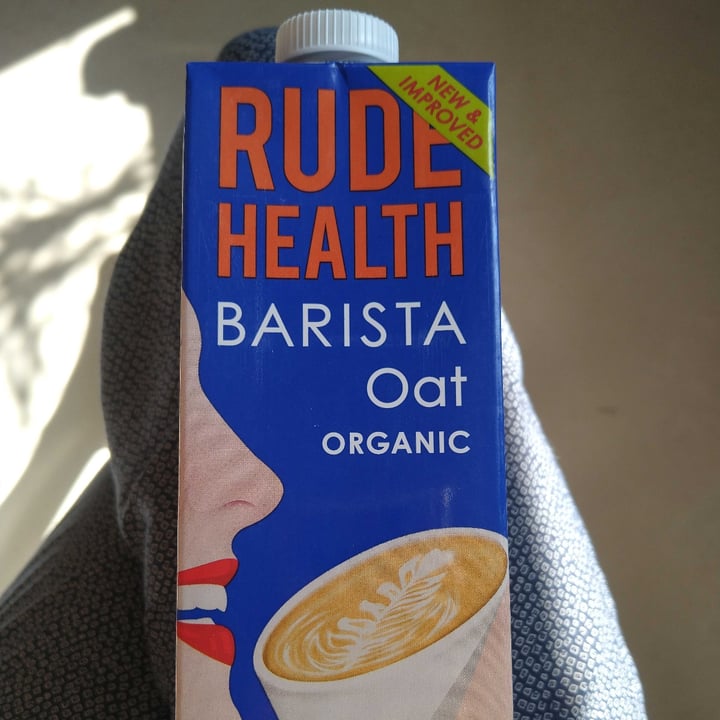 RUDE
HEALTH
NEW &
IMPROVED
BARISTA
Oat
ORGANIC